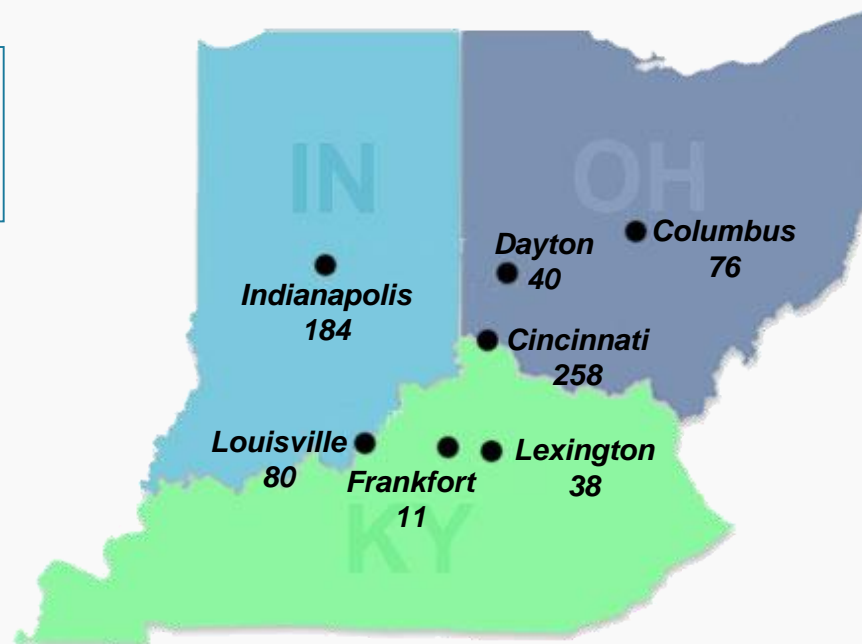 IN
OH
Columbus
76
Dayton
40
Indianapolis
184
Cincinnati
258
Louisville
80
Frankfort
11
Lexington
38
KY